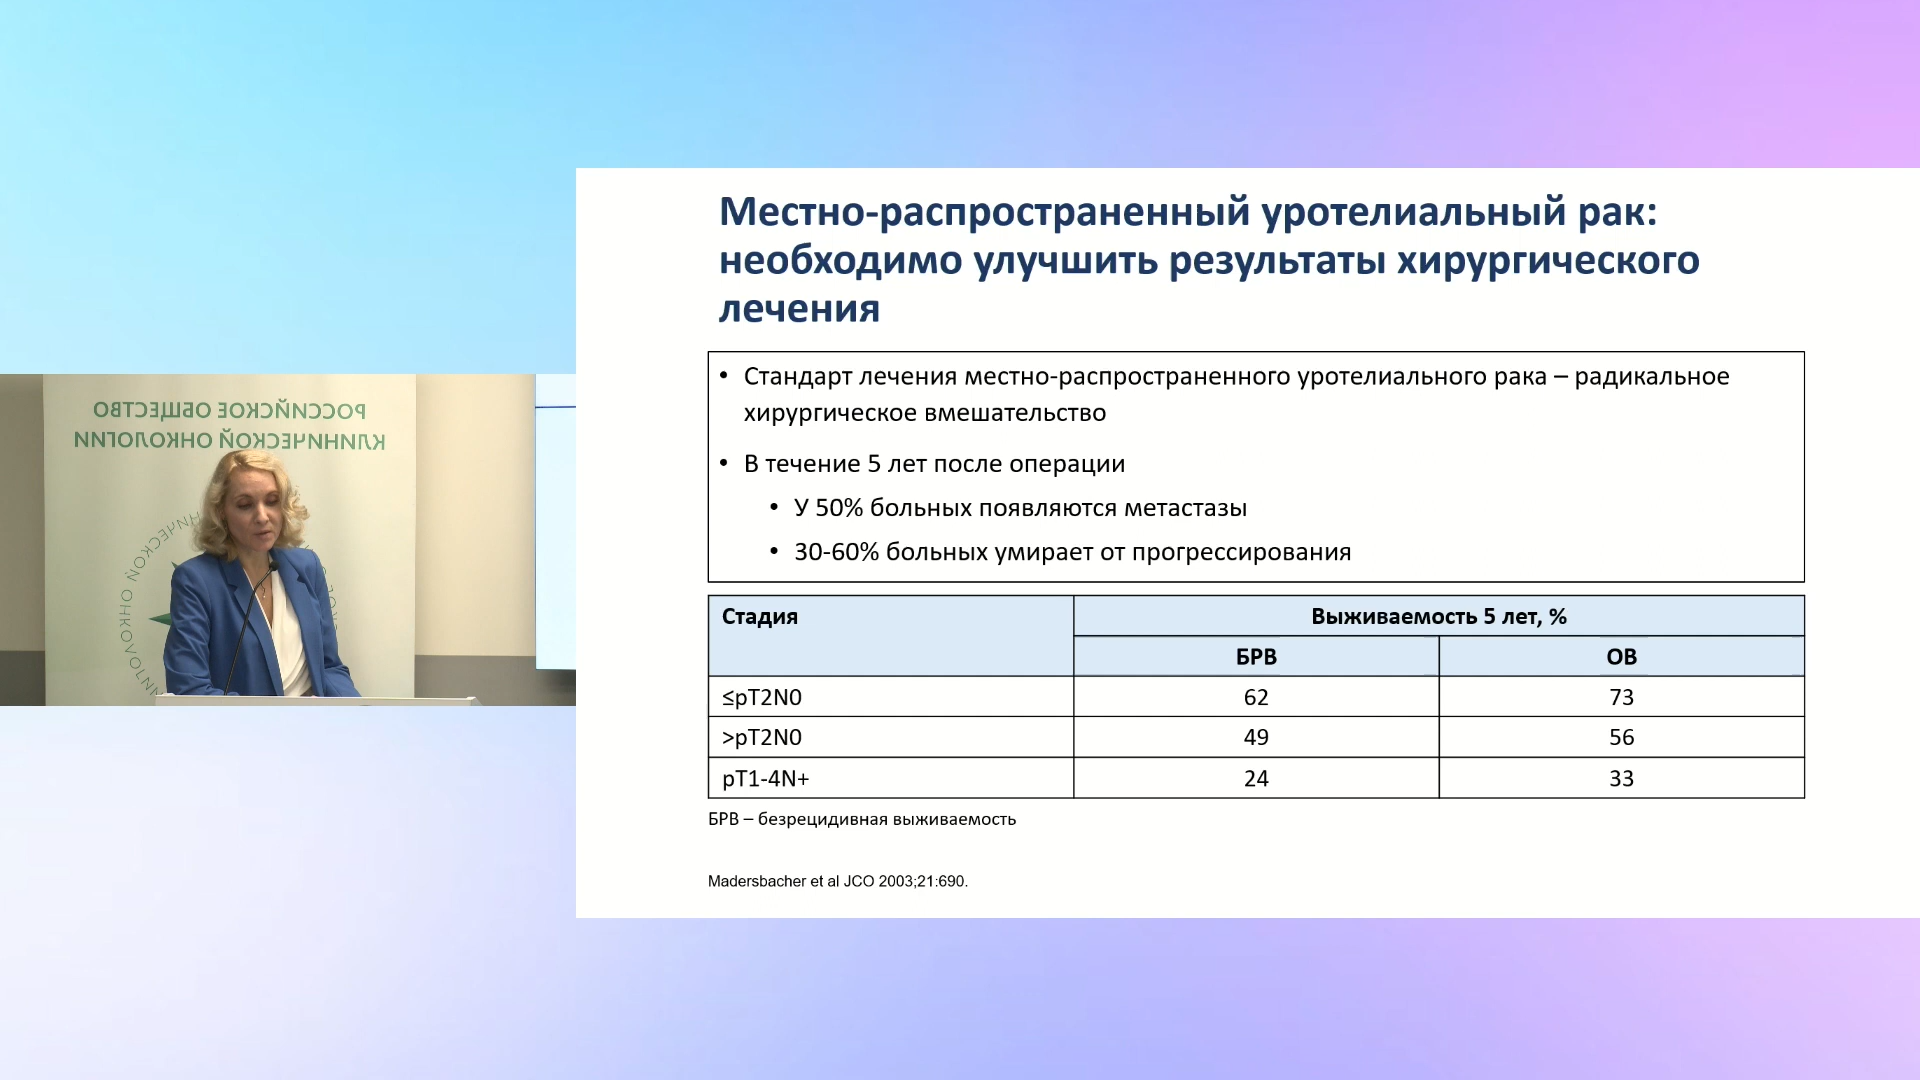 Местно-распространенный уротелиальный рак:
необходимо улучшить результаты хирургического
лечения
• Стандарт лечения местно-распространенного уротелиального рака – радикальное
хирургическое вмешательство
• В течение 5 лет после операции
• У 50% больных появляются метастазы
• 30-60% больных умирает от прогрессирования
Стадия
Выживаемость 5 лет, %
БРВ ОВ
≤pT2N0 62 73
>pT2N0 49 56
pT1-4N+ 24 33
БРВ – безрецидивная выживаемость
Madersbacher et al JCO 2003;21:690.
РОССИЙСКОЕ ОБЩЕСТВО
КЛИНИЧЕСКОЙ ОНКОЛОГИИ